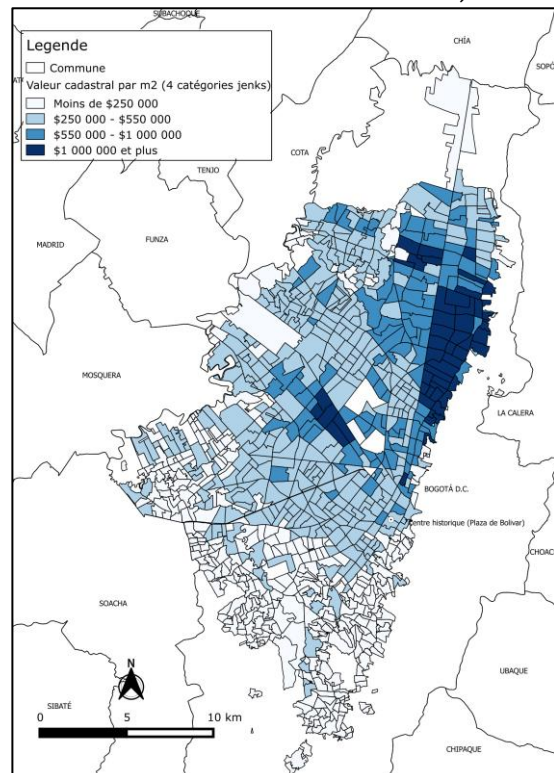 SUBACHOQUE
CHÍA
SOPÓ
Legende
Commune
Valeur cadastral par m2 (4 catégories jenks)
Moins de $250 000
$250 000 - $550 000
$550 000 - $1 000 000
$1 000 000 et plus
COTA
TENJO
MADRID
FUNZA
MOSQUERA
LA CALERA
BOGOTÁ D.C.
Centre historique (Plaza de Bolivar)
SOACHA
UBAQUE
N
SIBATÉ
0 5 10 km
CHIPAQUE